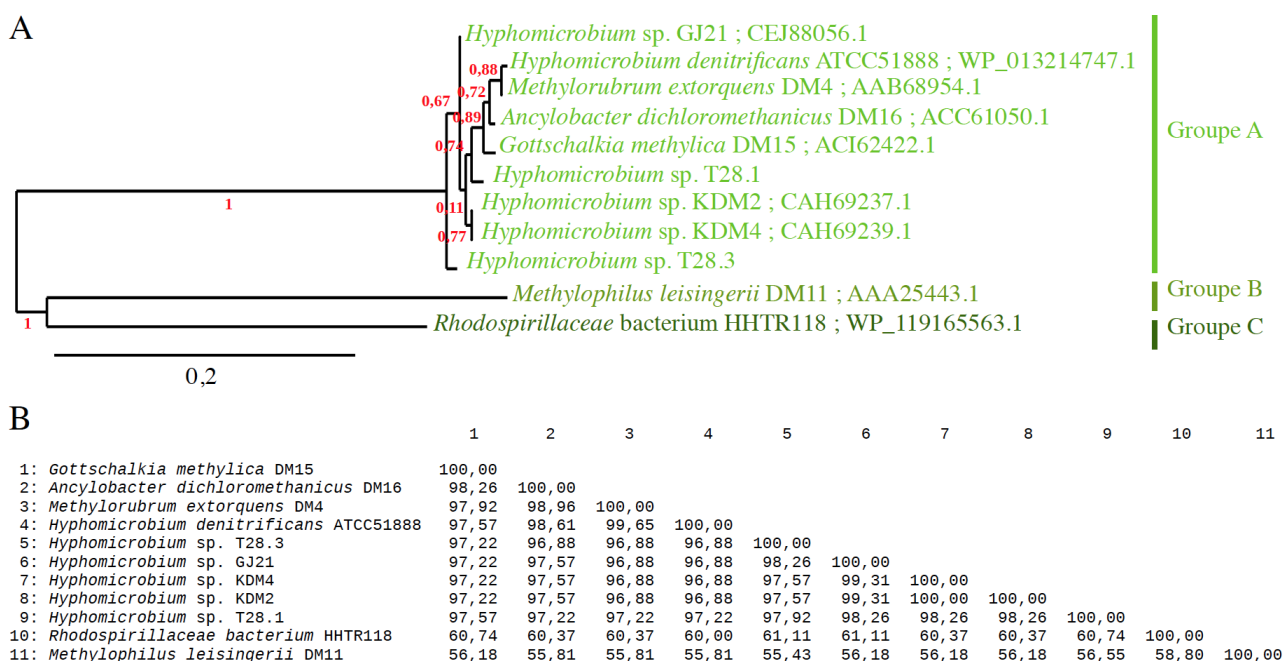 A
Hyphomicrobium sp. GJ21 ; CEJ88056.1
Hyphomicrobium denitrificans ATCC51888 ; WP_013214747.1
0,88
Methylorubrum extorquens DM4 ; AAB68954.1
0,72
0,67
Ancylobacter dichloromethanicus DM16 ; ACC61050.1
0,89
Groupe A
Gottschalkia methylica DM15 ; ACI62422.1
0,74
Hyphomicrobium sp. T28.1
Hyphomicrobium sp. KDM2 ; CAH69237.1
1
0,11
Hyphomicrobium sp. KDM4 ; CAH69239.1
0,77
Hyphomicrobium sp. T28.3
Methylophilus leisingerii DM11 ; AAA25443.1
Groupe B
1
Rhodospirillaceae bacterium HHTR118 ; WP_119165563.1
Groupe C
0,2
B
1 2 3 4 5 6 7 8 9 10 11
1: Gottschalkia methylica DM15 100,00
2: Ancylobacter dichloromethanicus DM16 98,26 100,00
3: Methylorubrum extorquens DM4 97,92 98,96 100,00
4: Hyphomicrobium denitrificans ATCC51888 97,57 98,61 99,65 100,00
5: Hyphomicrobium sp. T28.3 97,22 96,88 96,88 96,88 100,00
6: Hyphomicrobium sp. GJ21 97,22 97,57 96,88 96,88 98,26 100,00
7: Hyphomicrobium sp. KDM4 97,22 97,57 96,88 96,88 97,57 99,31 100,00
8: Hyphomicrobium sp. KDM2 97,22 97,57 96,88 96,88 97,57 99,31 100,00 100,00
9: Hyphomicrobium sp. T28.1 97,57 97,22 97,22 97,22 97,92 98,26 98,26 98,26 100,00
10: Rhodospirillaceae bacterium HHTR118 60,74 60,37 60,37 60,00 61,11 61,11 60,37 60,37 60,74 100,00
11: Methylophilus leisingerii DM11 56,18 55,81 55,81 55,81 55,43 56,18 56,18 56,18 56,55 58,80 100,00